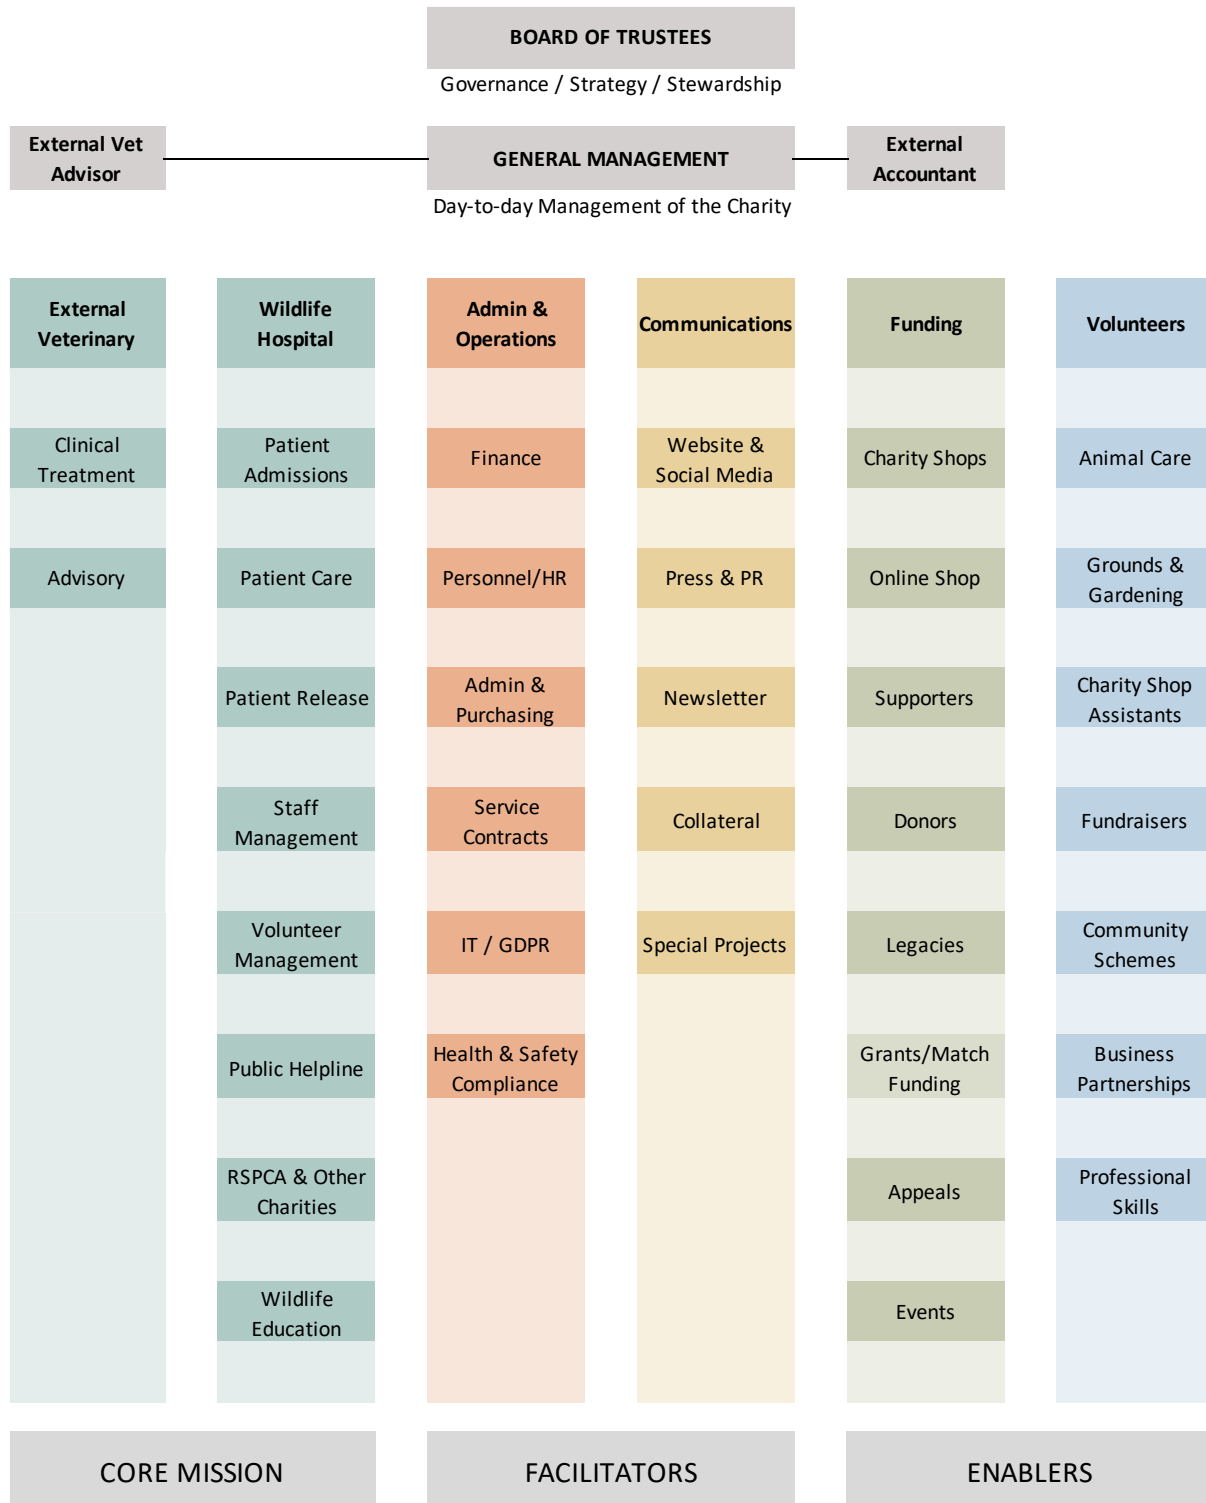 BOARD OF TRUSTEES
Governance / Strategy / Stewardship
External Vet
Advisor
GENERAL MANAGEMENT
External
Accountant
Day-to-day Management of the Charity
External
Veterinary
Wildlife
Hospital
Admin &
Operations
Communications
Funding
Volunteers
Clinical
Treatment
Patient
Admissions
Finance
Website &
Social Media
Charity Shops
Animal Care
Advisory
Patient Care
Personnel/HR
Press & PR
Online Shop
Grounds &
Gardening
Patient Release
Admin &
Purchasing
Newsletter
Supporters
Charity Shop
Assistants
Staff
Management
Service
Contracts
Collateral
Donors
Fundraisers
Volunteer
Management
IT / GDPR
Special Projects
Legacies
Community
Schemes
Public Helpline
Health & Safety
Compliance
Grants/Match
Funding
Business
Partnerships
RSPCA & Other
Charities
Appeals
Professional
Skills
Wildlife
Education
Events
CORE MISSION
FACILITATORS
ENABLERS